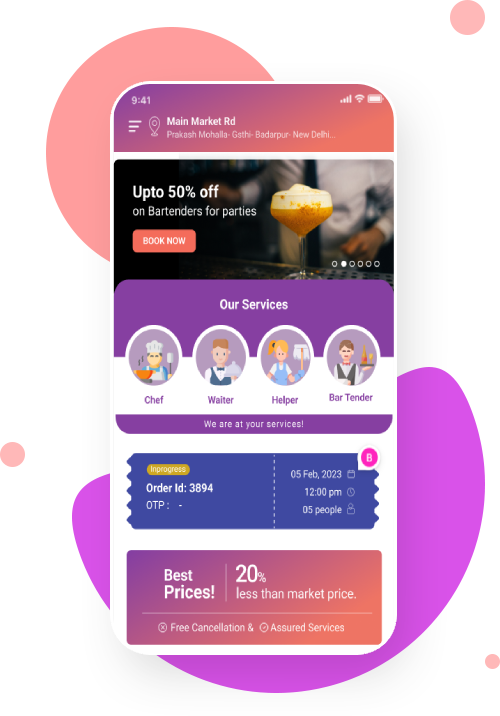 9:41
Main Market Rd
Prakash Mohalla- Gathi- Badarpur- New Delhi...
Upto 50% off
on Bartenders for parties
BOOK NOW
Our Services
Chef
Waiter
Helper
Bar Tender
We are at your services!
B
Inprogress
Order Id: 3894
OTP : -
05 Feb, 2023
12:00 pm
05 people
Best
Prices!
20%
less than market price.
Free Cancellation & Assured Services